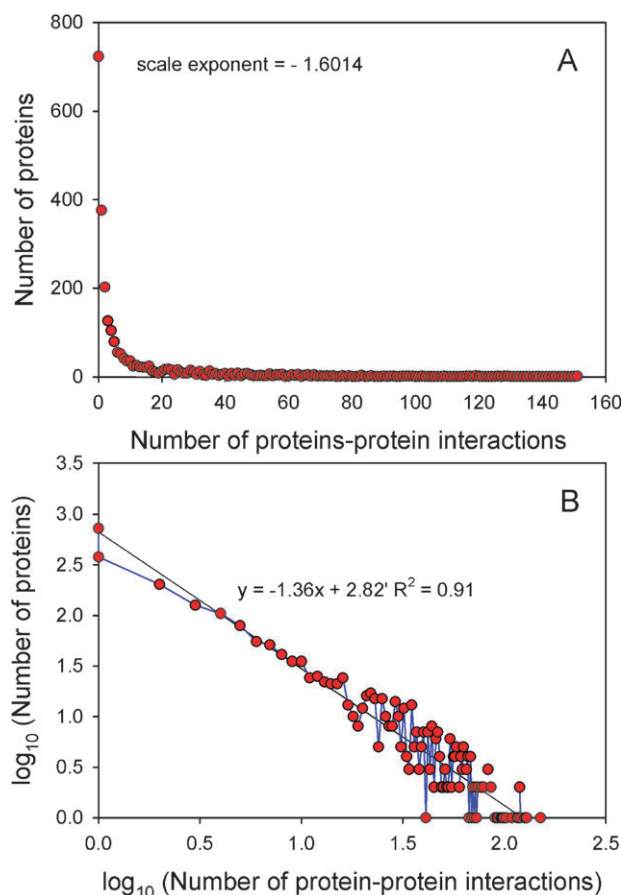 A
scale exponent = - 1.6014
Number of proteins
800
600
400
200
0
0 20 40 60 80 100 120 140 160
Number of proteins-protein interactions
B
y = -1.36x + 2.82' R² = 0.91
log₁₀ (Number of proteins)
3.5
3.0
2.5
2.0
1.5
1.0
0.5
0.0
0.0 0.5 1.0 1.5 2.0 2.5
log₁₀ (Number of protein-protein interactions)